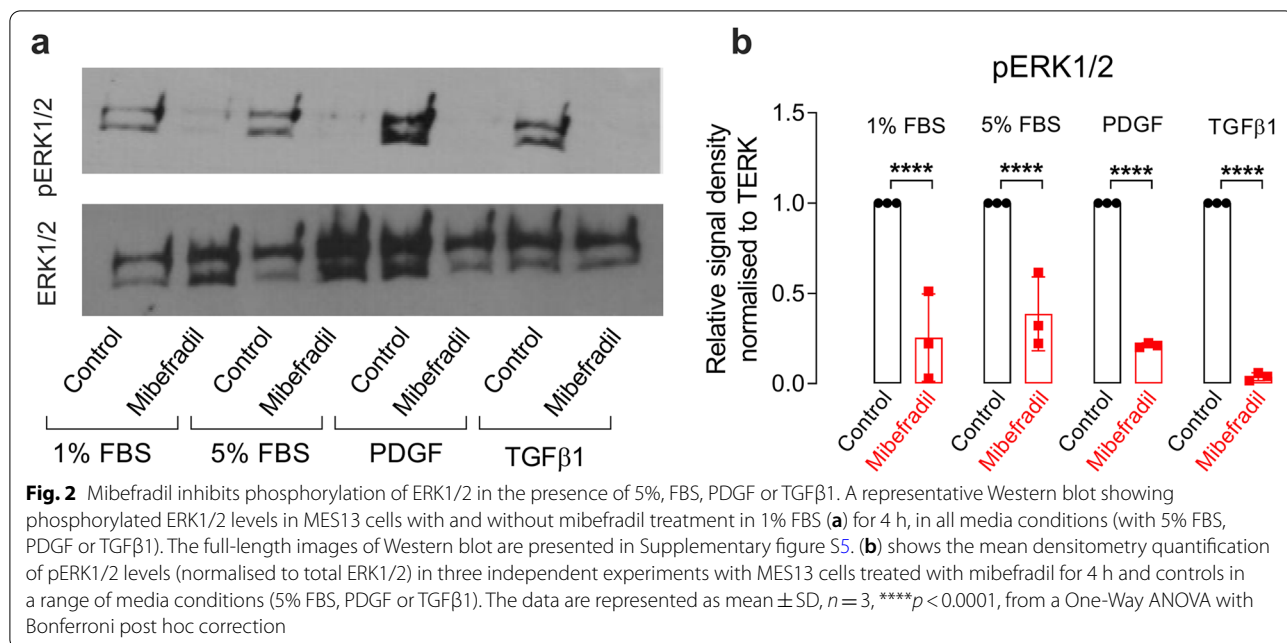 a
pERK1/2
ERK1/2
Control
Mibefradil
Control
Mibefradil
Control
Mibefradil
Control
Mibefradil
1% FBS
5% FBS
PDGF
TGFβ1
b
pERK1/2
Relative signal density
normalised to TERK
1.5
1.0
0.5
0.0
1% FBS
5% FBS
PDGF
TGFβ1
****
****
****
****
Control
Mibefradil
Control
Mibefradil
Control
Mibefradil
Control
Mibefradil
Fig. 2 Mibefradil inhibits phosphorylation of ERK1/2 in the presence of 5%, FBS, PDGF or TGFβ1. A representative Western blot showing
phosphorylated ERK1/2 levels in MES13 cells with and without mibefradil treatment in 1% FBS (a) for 4 h, in all media conditions (with 5% FBS,
PDGF or TGFβ1). The full-length images of Western blot are presented in Supplementary figure S5. (b) shows the mean densitometry quantification
of pERK1/2 levels (normalised to total ERK1/2) in three independent experiments with MES13 cells treated with mibefradil for 4 h and controls in
a range of media conditions (5% FBS, PDGF or TGFβ1). The data are represented as mean ± SD, n = 3, ****p < 0.0001, from a One-Way ANOVA with
Bonferroni post hoc correction